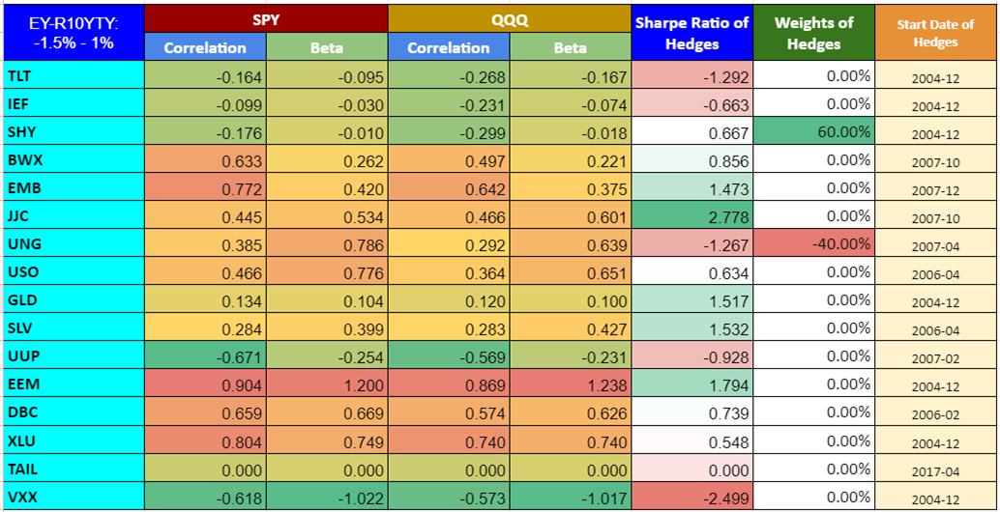 EY-R10YTY: SPY QQQ Sharpe Ratio of Weights of Start Date of
-1.5% - 1% Correlation Beta Correlation Beta Hedges Hedges Hedges
TLT -0.164 -0.095 -0.268 -0.167 -1.292 0.00% 2004-12
IEF -0.099 -0.030 -0.231 -0.074 -0.663 0.00% 2004-12
SHY -0.176 -0.010 -0.299 -0.018 0.667 60.00% 2004-12
BWX 0.633 0.262 0.497 0.221 0.856 0.00% 2007-10
EMB 0.772 0.420 0.642 0.375 1.473 0.00% 2007-12
JJC 0.445 0.534 0.466 0.601 2.778 0.00% 2007-10
UNG 0.385 0.786 0.292 0.639 -1.267 -40.00% 2007-04
USO 0.466 0.776 0.364 0.651 0.634 0.00% 2006-04
GLD 0.134 0.104 0.120 0.100 1.517 0.00% 2004-12
SLV 0.284 0.399 0.283 0.427 1.532 0.00% 2006-04
UUP -0.671 -0.254 -0.569 -0.231 -0.928 0.00% 2007-02
EEM 0.904 1.200 0.869 1.238 1.794 0.00% 2004-12
DBC 0.659 0.669 0.574 0.626 0.739 0.00% 2006-02
XLU 0.804 0.749 0.740 0.740 0.548 0.00% 2004-12
TAIL 0.000 0.000 0.000 0.000 0.000 0.00% 2017-04
VXX -0.618 -1.022 -0.573 -1.017 -2.499 0.00% 2004-12